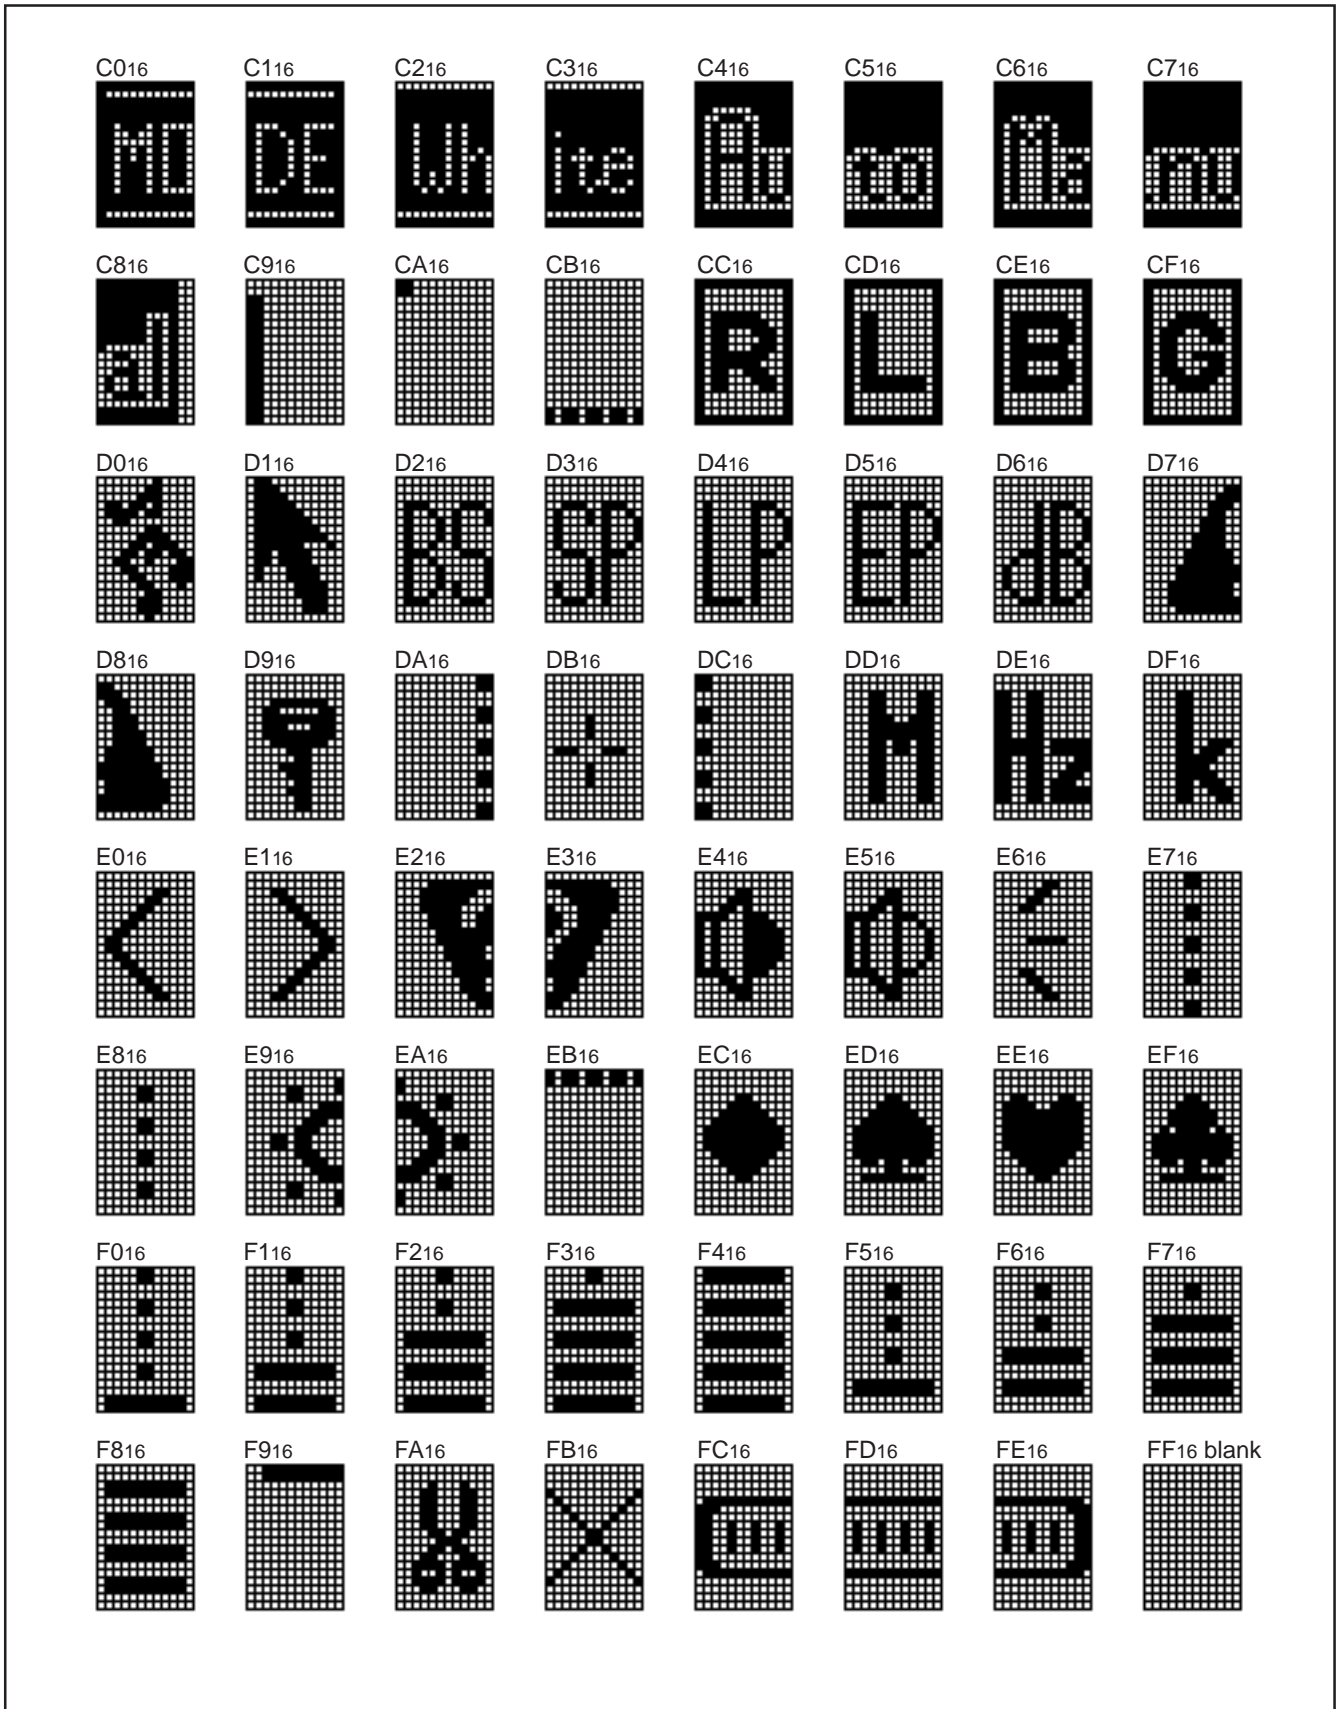 C016 C116 C216 C316 C416 C516 C616 C716
MO DE Wh ite Au to Ma nu
C816 C916 CA16 CB16 CC16 CD16 CE16 CF16
al R L B G
D016 D116 D216 D316 D416 D516 D616 D716
BS SP LP EP dB
D816 D916 DA16 DB16 DC16 DD16 DE16 DF16
M Hz k
E016 E116 E216 E316 E416 E516 E616 E716
E816 E916 EA16 EB16 EC16 ED16 EE16 EF16
F016 F116 F216 F316 F416 F516 F616 F716
F816 F916 FA16 FB16 FC16 FD16 FE16 FF16 blank